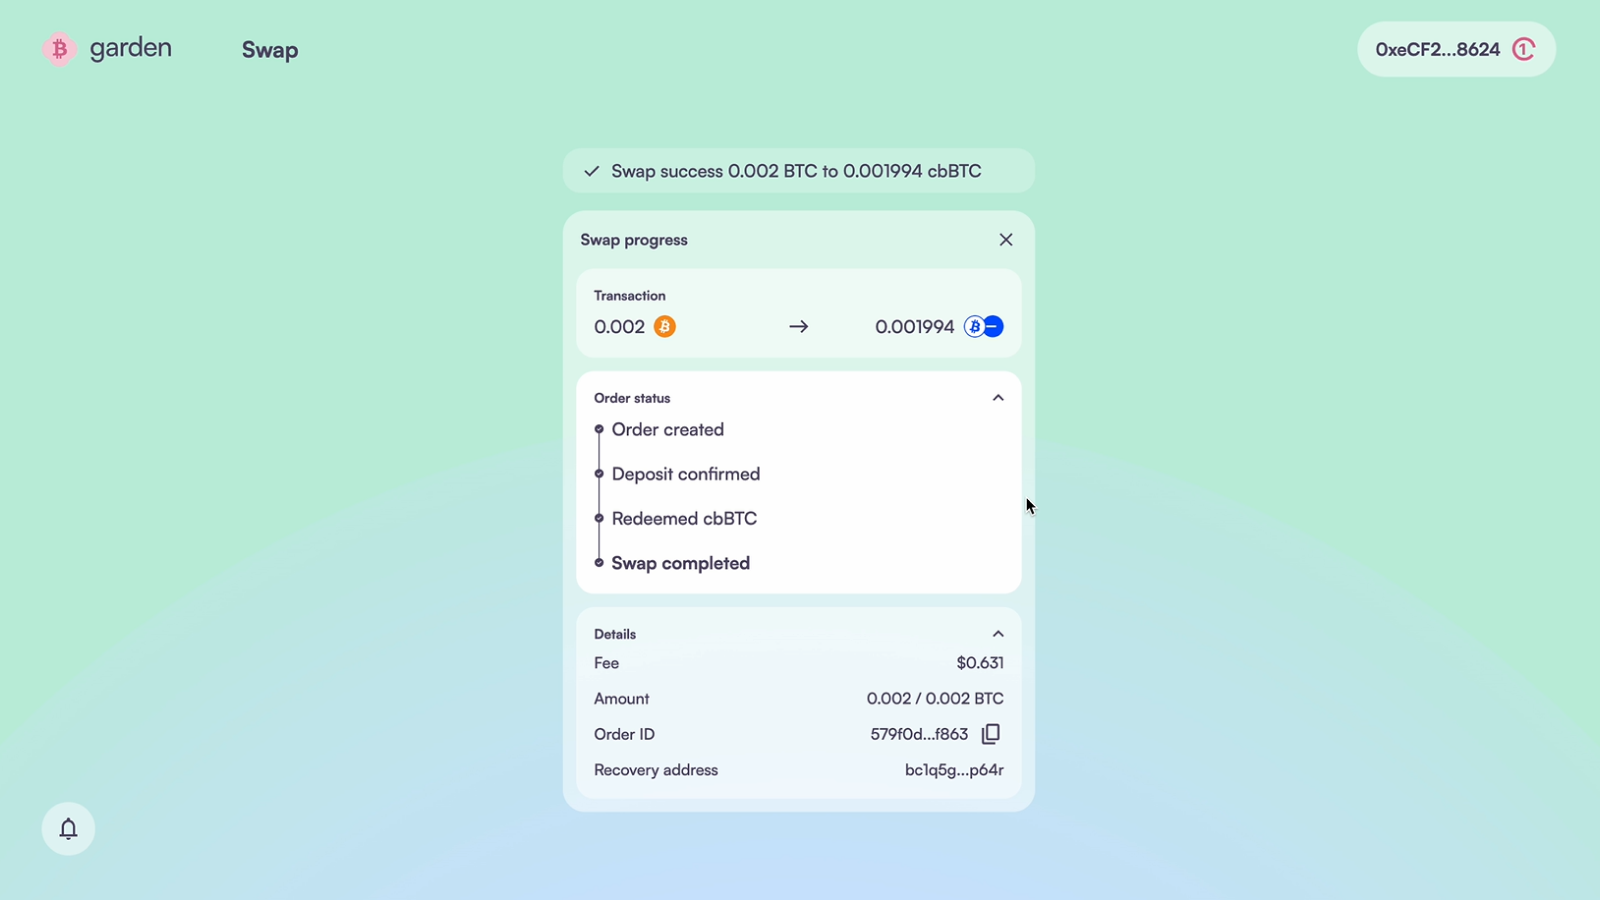 garden
Swap
0xeCF2...8624
1
Swap success 0.002 BTC to 0.001994 cbBTC
Swap progress
Transaction
0.002
0.001994
Order status
Order created
Deposit confirmed
Redeemed cbBTC
Swap completed
Details
Fee $0.631
Amount 0.002 / 0.002 BTC
Order ID 579f0d...f863
Recovery address bc1q5g...p64r